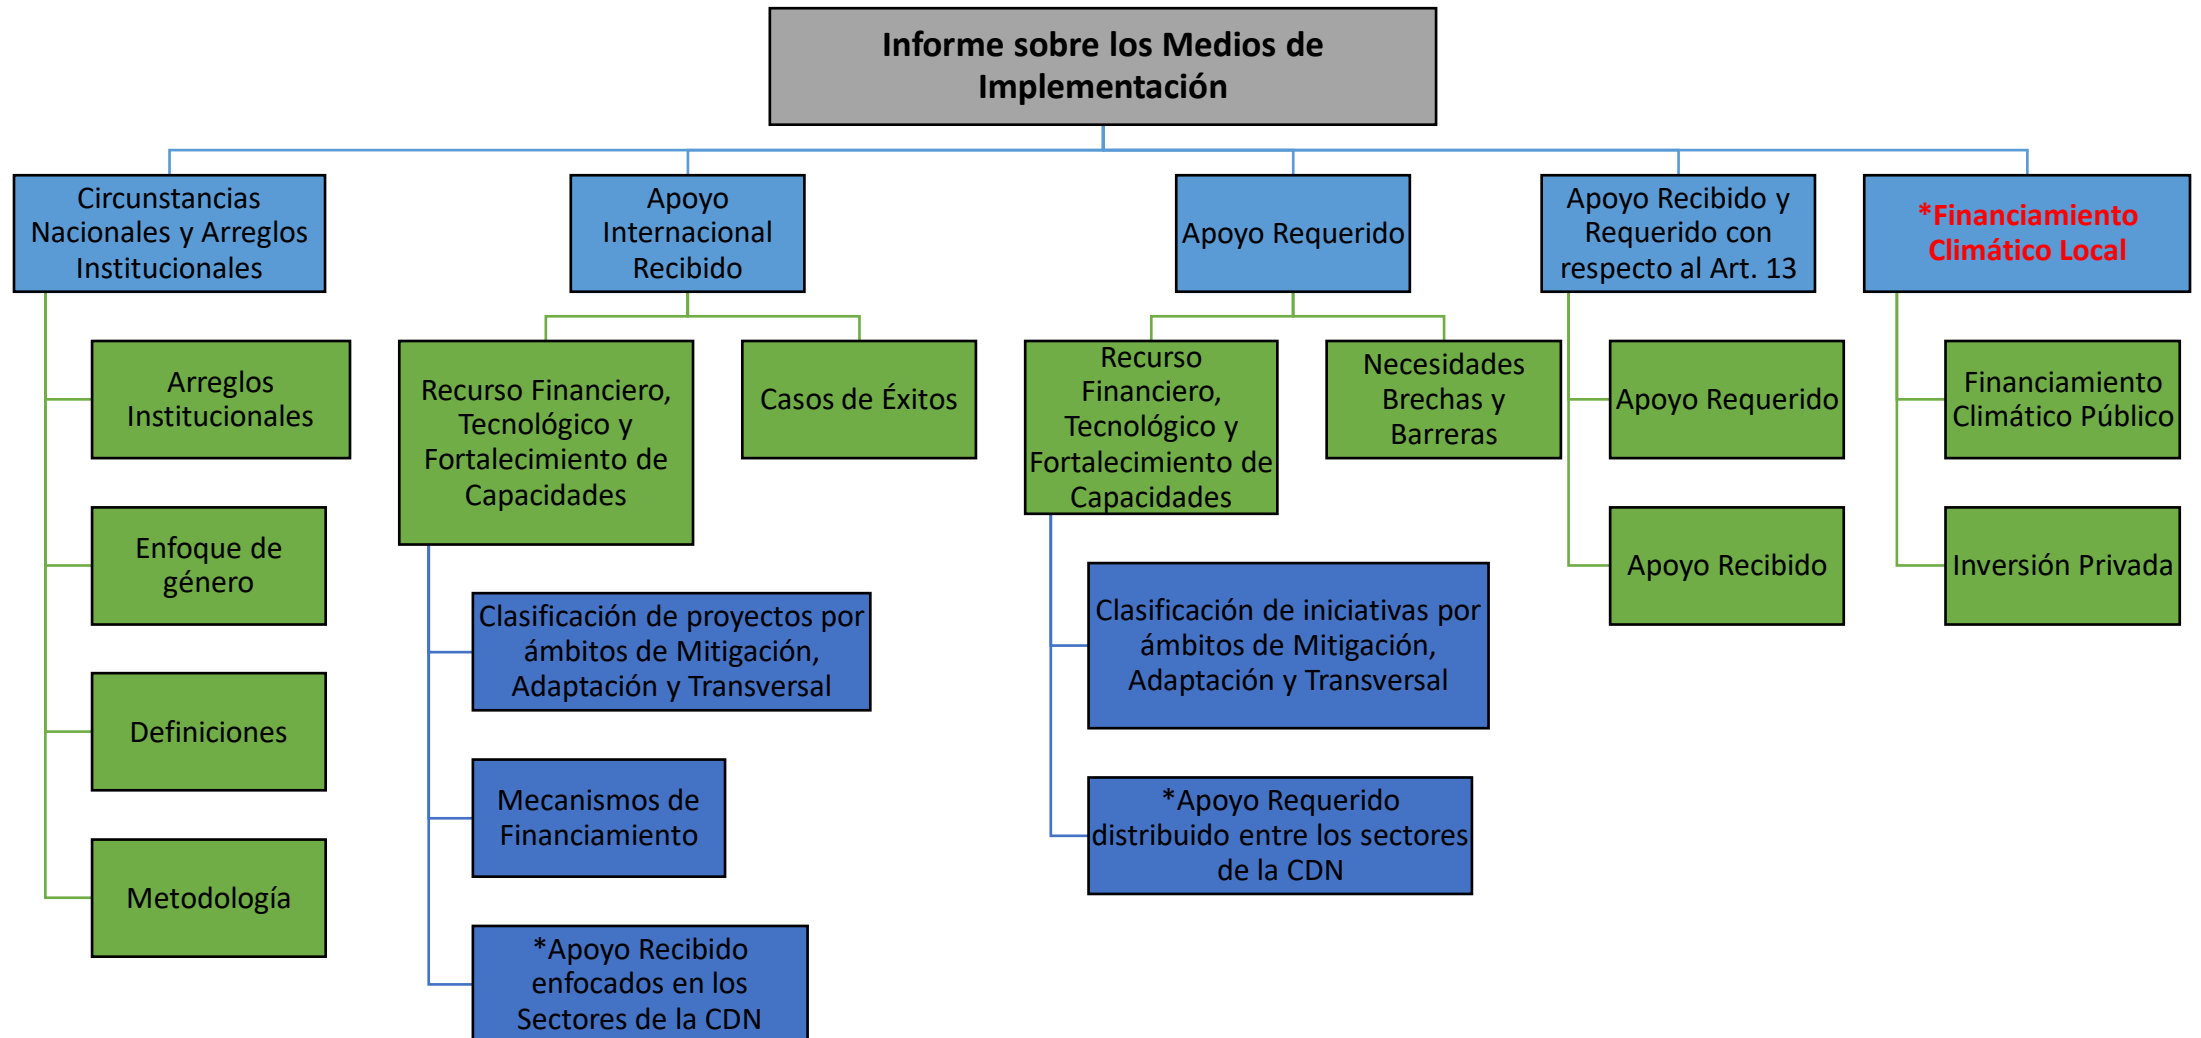 Informe sobre los Medios de
Implementación
Circunstancias
Nacionales y Arreglos
Institucionales
Arreglos
Institucionales
Enfoque de
género
Definiciones
Metodología
Apoyo
Internacional
Recibido
Recurso Financiero,
Tecnológico y
Fortalecimiento de
Capacidades
Clasificación de proyectos por
ámbitos de Mitigación,
Adaptación y Transversal
Mecanismos de
Financiamiento
*Apoyo Recibido
enfocados en los
Sectores de la CDN
Casos de Éxitos
Apoyo Requerido
Recurso
Financiero,
Tecnológico y
Fortalecimiento de
Capacidades
Clasificación de iniciativas por
ámbitos de Mitigación,
Adaptación y Transversal
*Apoyo Requerido
distribuido entre los sectores
de la CDN
Necesidades
Brechas y
Barreras
Apoyo Recibido y
Requerido con
respecto al Art. 13
Apoyo Requerido
Apoyo Recibido
*Financiamiento
Climático Local
Financiamiento
Climático Público
Inversión Privada